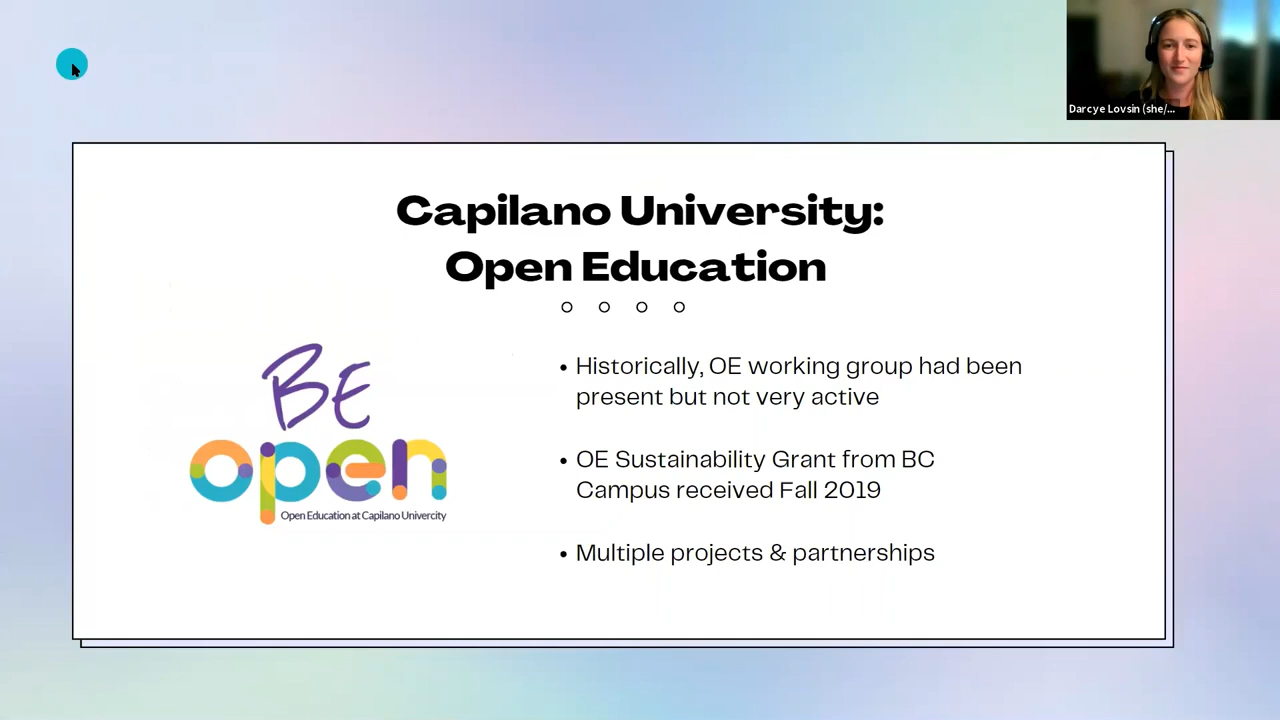 Darcye Lovsin (she/...
Capilano University:
Open Education
BE
open
Open Education at Capilano Univercity
• Historically, OE working group had been
present but not very active
• OE Sustainability Grant from BC
Campus received Fall 2019
• Multiple projects & partnerships